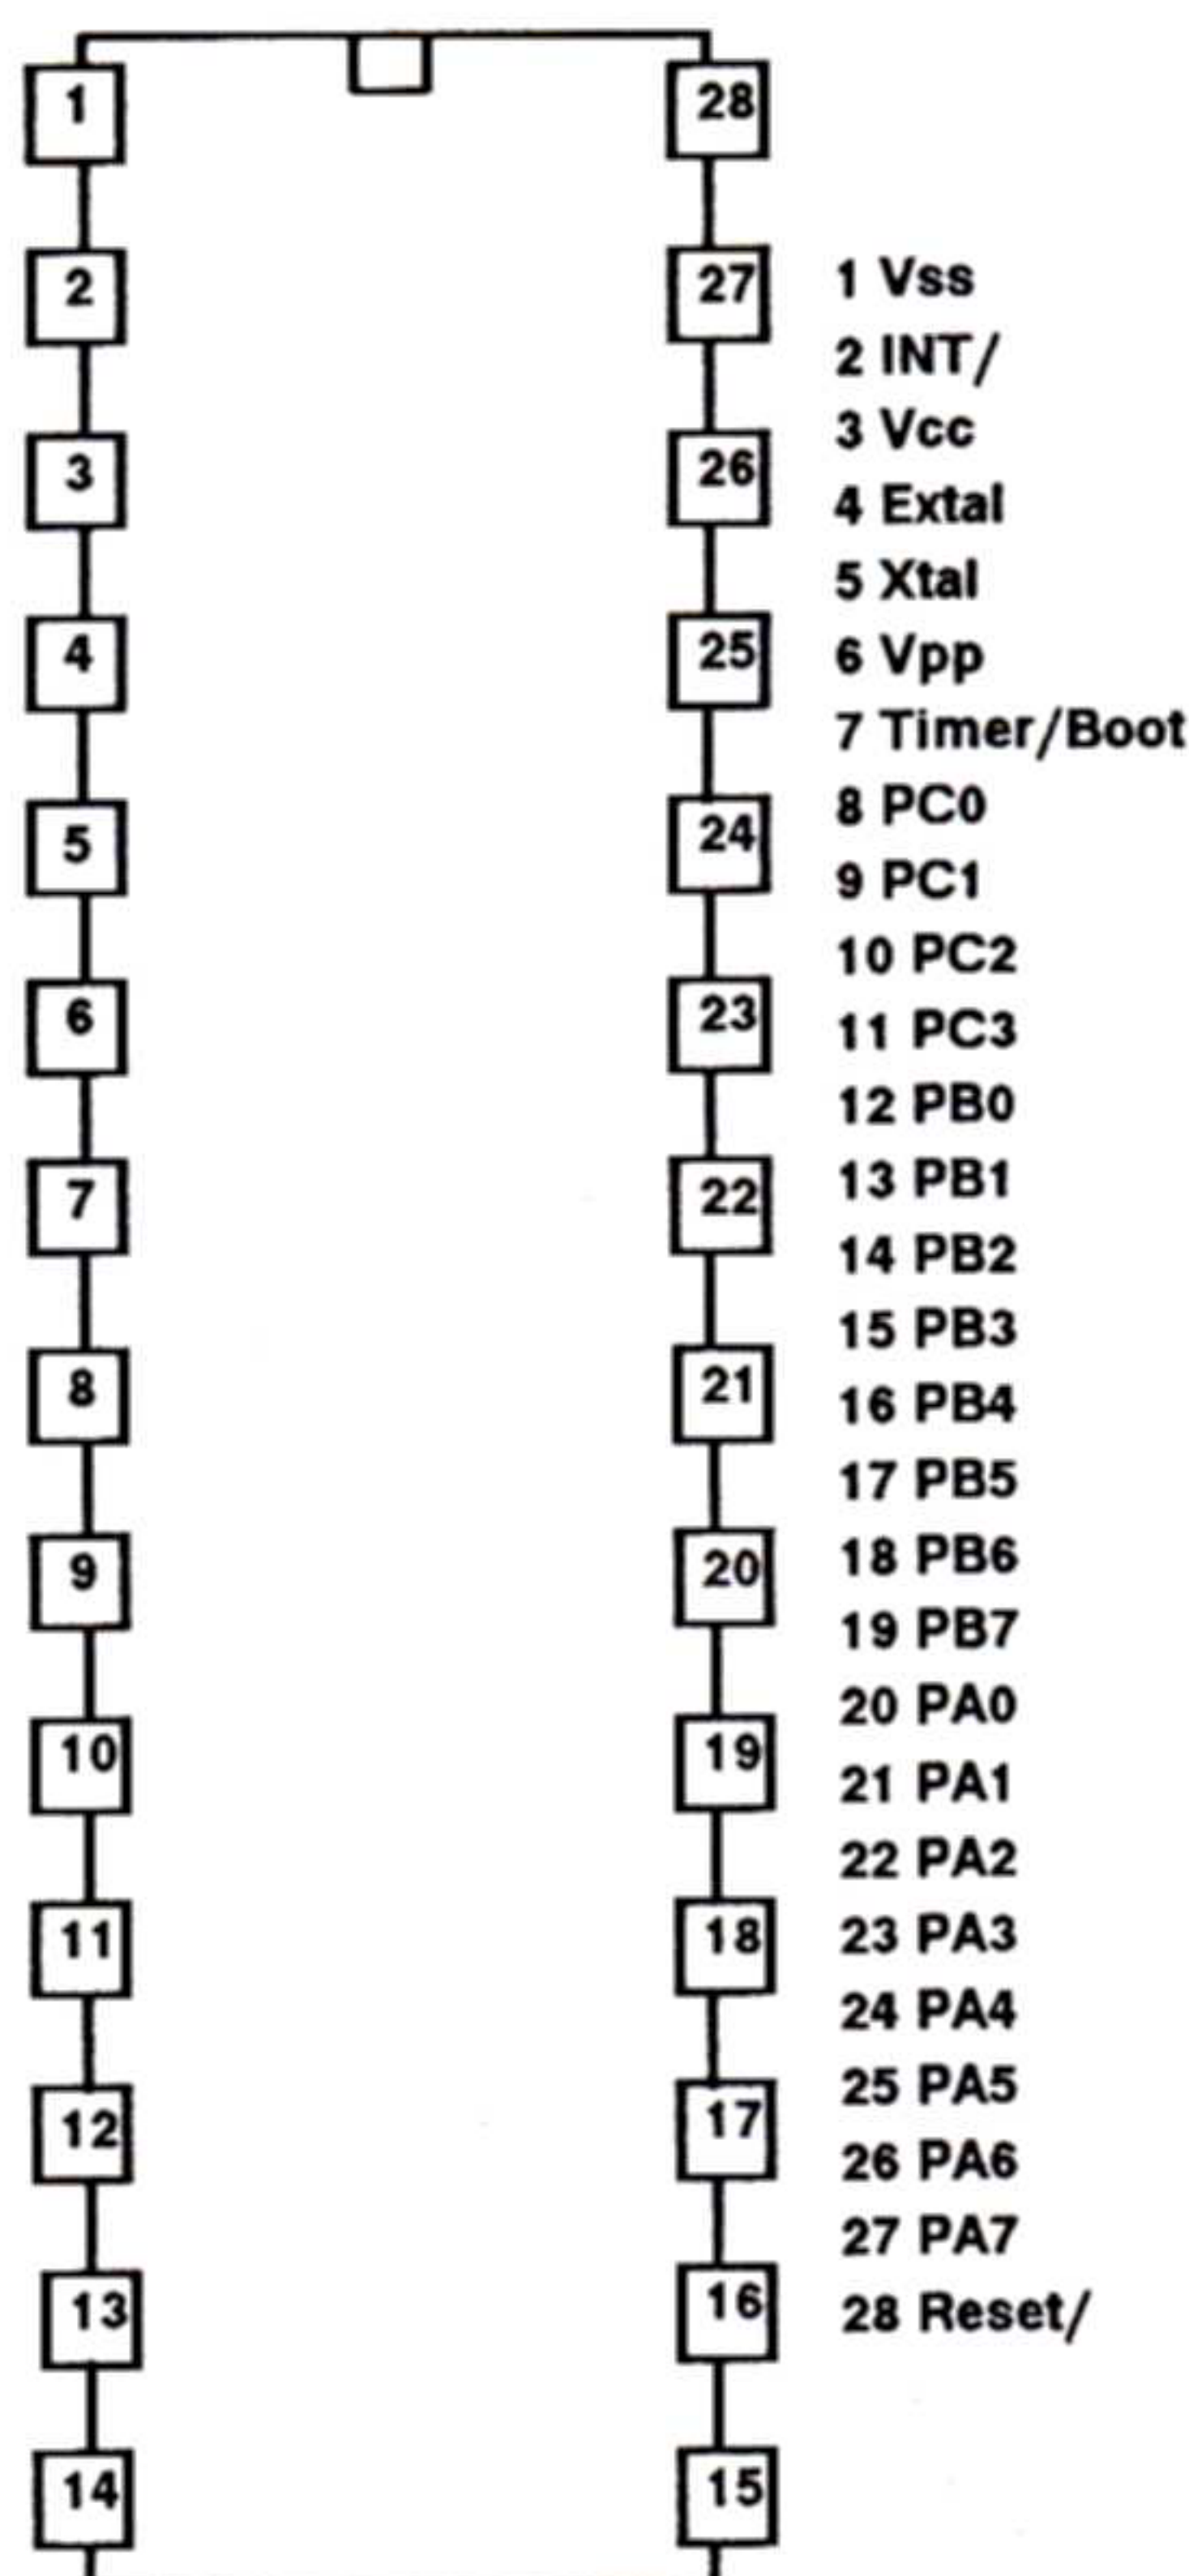 1 28
2 27
3 26
4 25
5 24
6 23
7 22
8 21
9 20
10 19
11 18
12 17
13 16
14 15
1 Vss
2 INT/
3 Vcc
4 Extal
5 Xtal
6 Vpp
7 Timer/Boot
8 PC0
9 PC1
10 PC2
11 PC3
12 PB0
13 PB1
14 PB2
15 PB3
16 PB4
17 PB5
18 PB6
19 PB7
20 PA0
21 PA1
22 PA2
23 PA3
24 PA4
25 PA5
26 PA6
27 PA7
28 Reset/